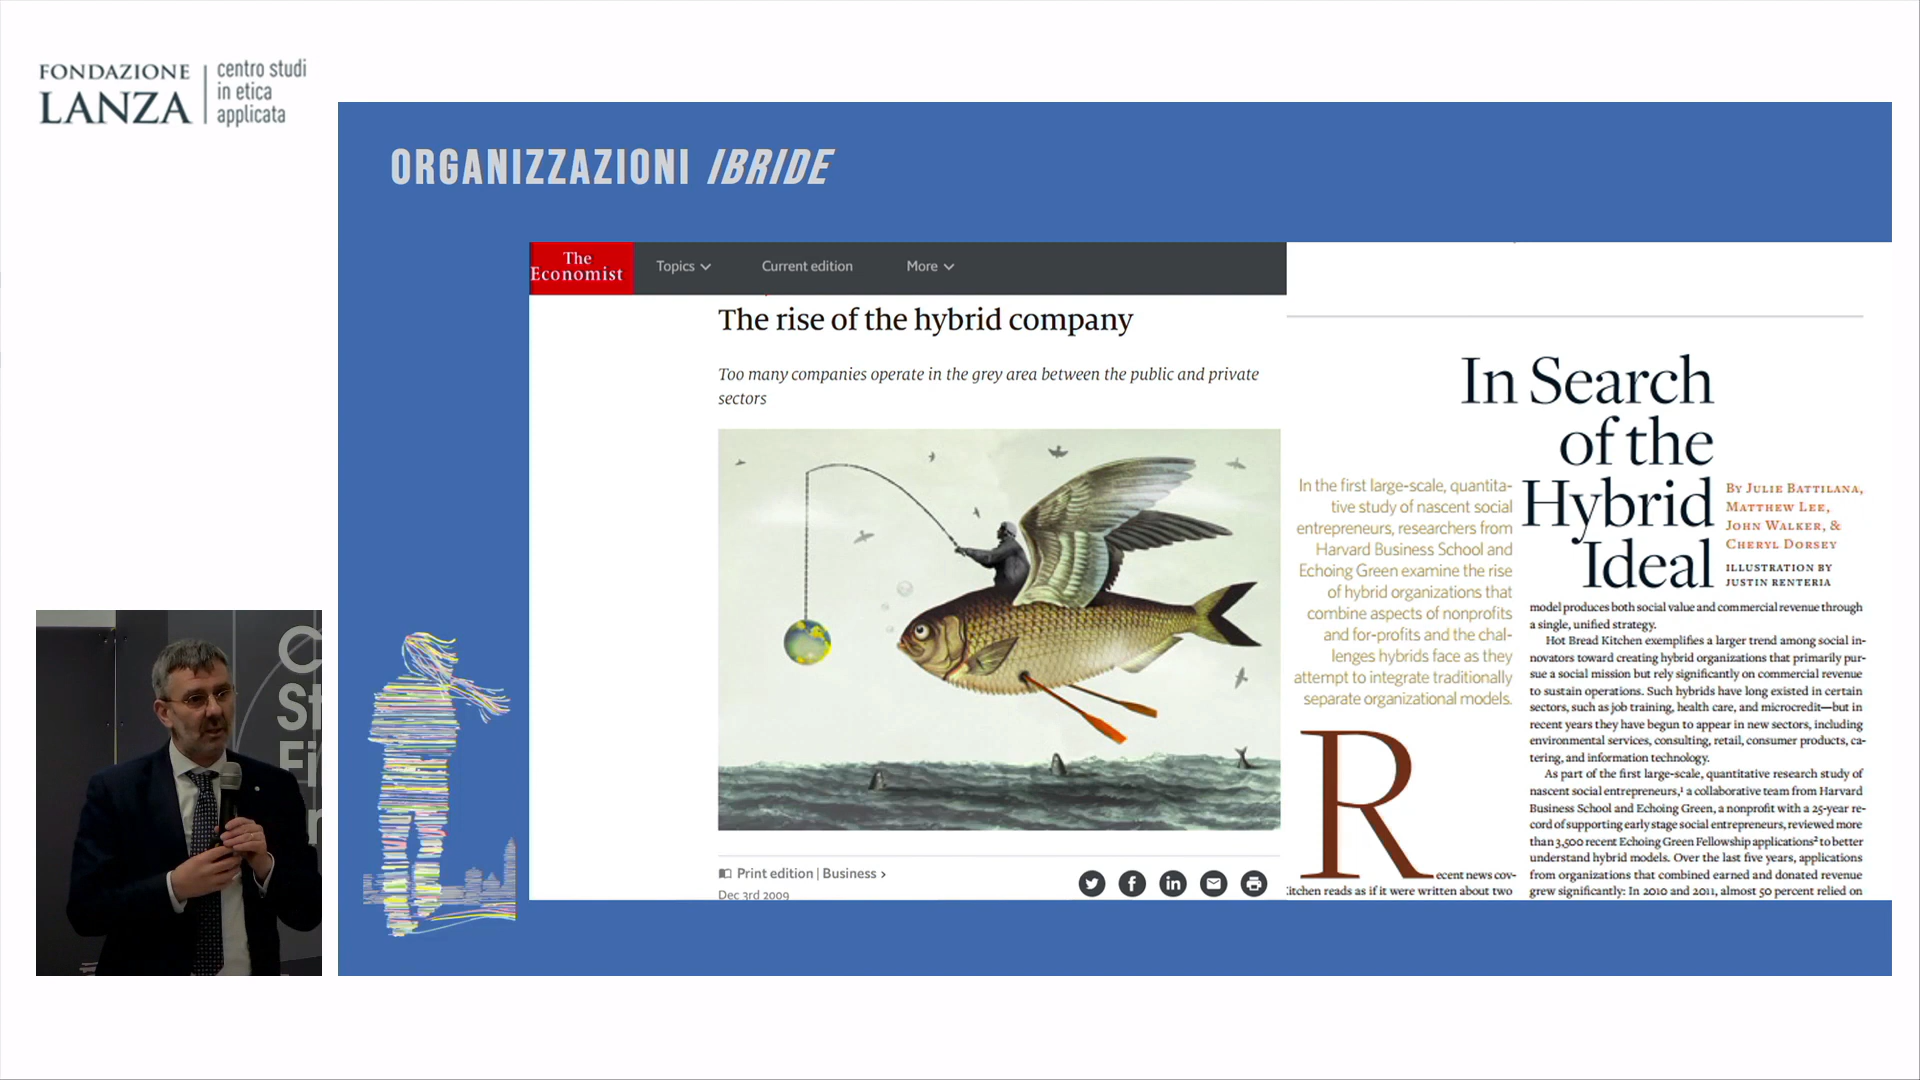 FONDAZIONE
LANZA
centro studi
in etica
applicata
ORGANIZZAZIONI IBRIDE
The
Economist
Topics
Current edition
More
The rise of the hybrid company
Too many companies operate in the grey area between the public and private
sectors
Print edition | Business
Dec 3rd 2009
In Search
of the
Hybrid
Ideal
BY JULIE BATTILANA,
MATTHEW LEE,
JOHN WALKER, &
CHERYL DORSEY
ILLUSTRATION BY
JUSTIN RENTERIA
In the first large-scale, quantita-
tive study of nascent social
entrepreneurs, researchers from
Harvard Business School and
Echoing Green examine the rise
of hybrid organizations that
combine aspects of nonprofits
and for-profits and the chal-
lenges hybrids face as they
attempt to integrate traditionally
separate organizational models.
R
ecent news cov-
itchen reads as if it were written about two
model produces both social value and commercial revenue through
a single, unified strategy.
Hot Bread Kitchen exemplifies a larger trend among social in-
novators toward creating hybrid organizations that primarily pur-
sue a social mission but rely significantly on commercial revenue
to sustain operations. Such hybrids have long existed in certain
sectors, such as job training, health care, and microcredit—but in
recent years they have begun to appear in new sectors, including
environmental services, consulting, retail, consumer products, ca-
tering, and information technology.
As part of the first large-scale, quantitative research study of
nascent social entrepreneurs,¹ a collaborative team from Harvard
Business School and Echoing Green, a nonprofit with a 25-year re-
cord of supporting early stage social entrepreneurs, reviewed more
than 3,500 recent Echoing Green Fellowship applications² to better
understand hybrid models. Over the last five years, applications
from organizations that combined earned and donated revenue
grew significantly: In 2010 and 2011, almost 50 percent relied on
C
St
Fi